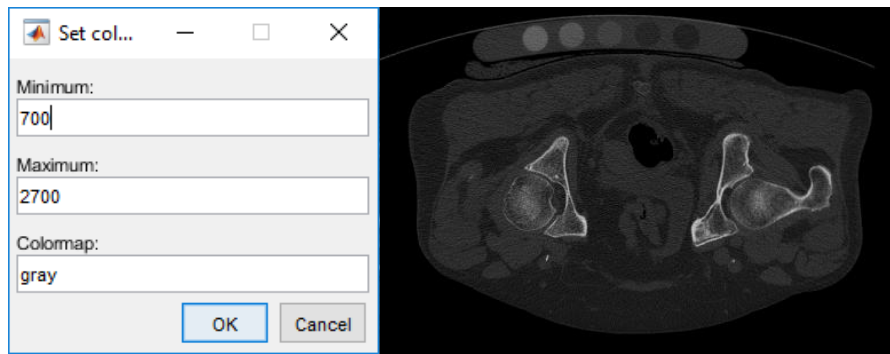 Set col...
Minimum:
700
Maximum:
2700
Colormap:
gray
OK Cancel